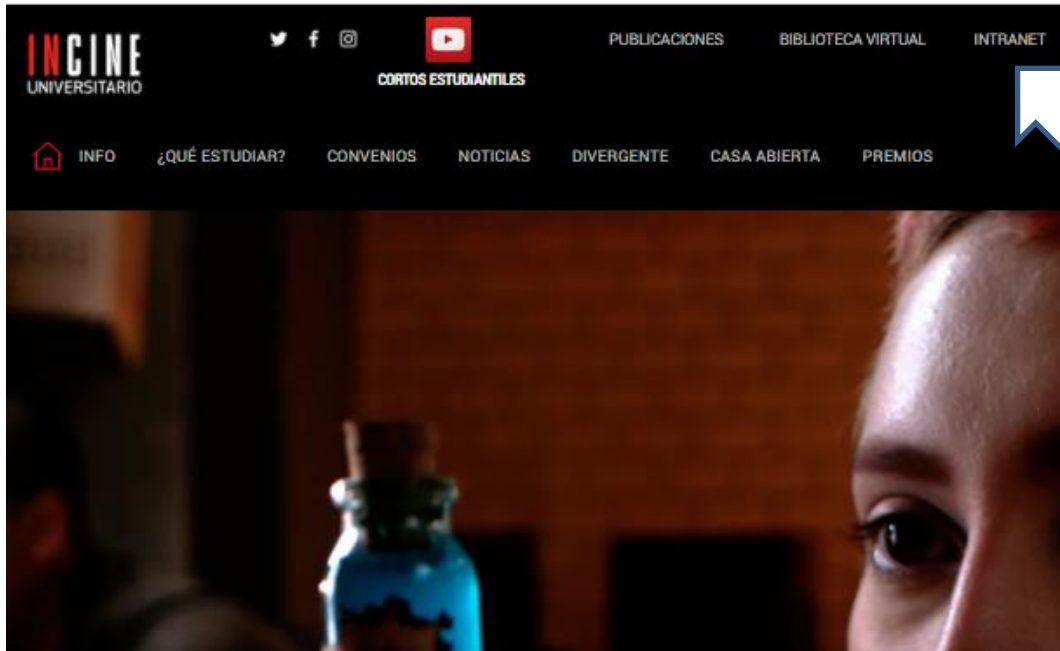 INCINE
UNIVERSITARIO
CORTOS ESTUDIANTILES
PUBLICACIONES
BIBLIOTECA VIRTUAL
INTRANET
INFO
¿QUÉ ESTUDIAR?
CONVENIOS
NOTICIAS
DIVERGENTE
CASA ABIERTA
PREMIOS